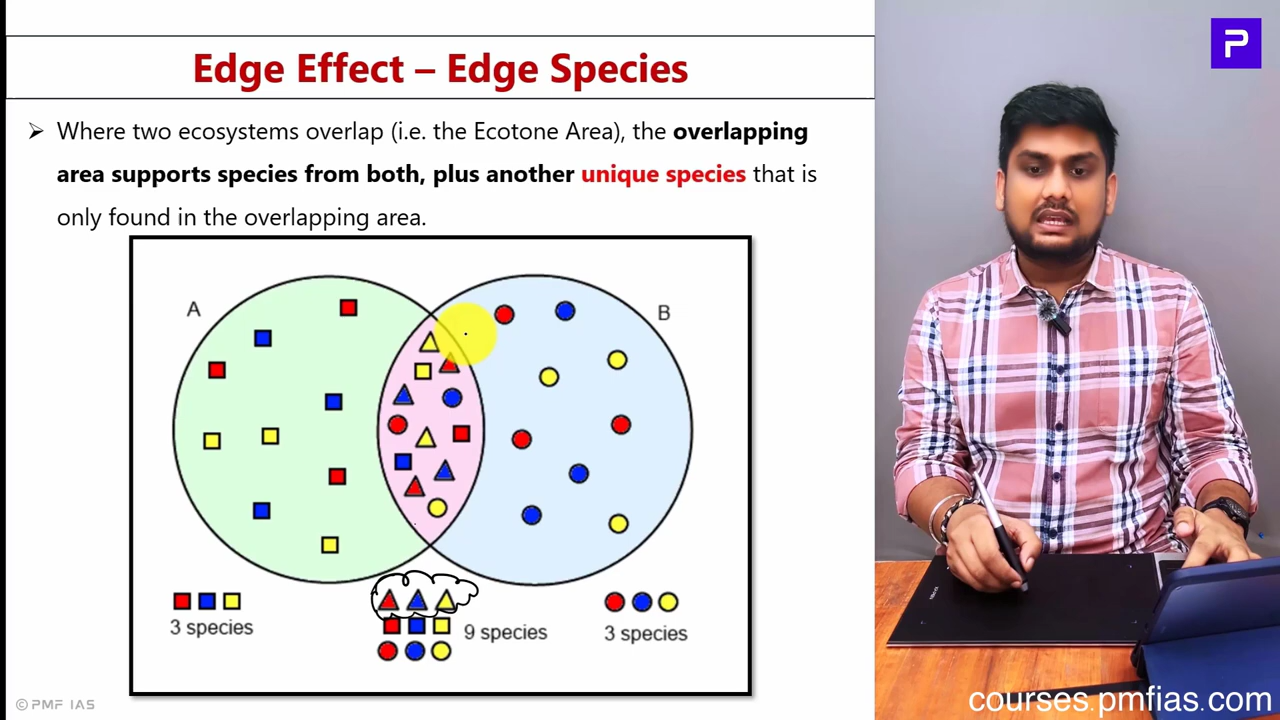 Edge Effect – Edge Species
➢ Where two ecosystems overlap (i.e. the Ecotone Area), the overlapping
area supports species from both, plus another unique species that is
only found in the overlapping area.
A
B
3 species
9 species
3 species
©PMF IAS
P
courses.pmfias.com